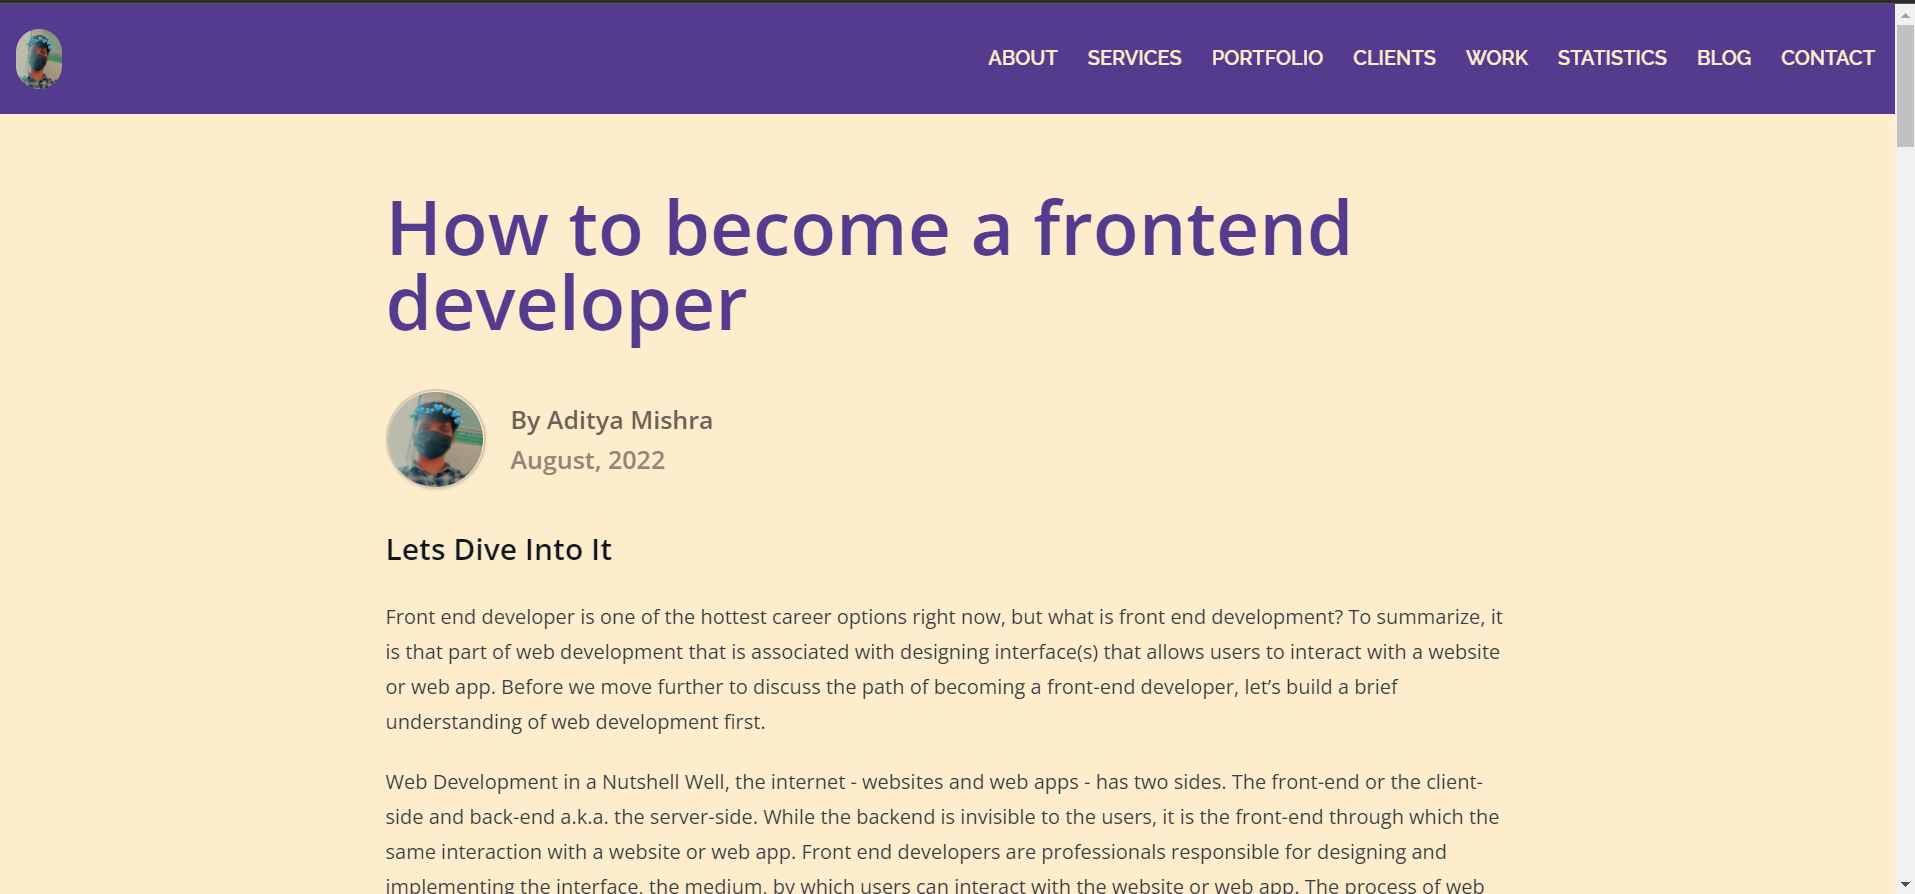 ABOUT SERVICES PORTFOLIO CLIENTS WORK STATISTICS BLOG CONTACT
How to become a frontend
developer
By Aditya Mishra
August, 2022
Lets Dive Into It
Front end developer is one of the hottest career options right now, but what is front end development? To summarize, it
is that part of web development that is associated with designing interface(s) that allows users to interact with a website
or web app. Before we move further to discuss the path of becoming a front-end developer, let’s build a brief
understanding of web development first.
Web Development in a Nutshell Well, the internet - websites and web apps - has two sides. The front-end or the client-
side and back-end a.k.a. the server-side. While the backend is invisible to the users, it is the front-end through which the
same interaction with a website or web app. Front end developers are professionals responsible for designing and
implementing the interface, the medium, by which users can interact with the website or web app. The process of web